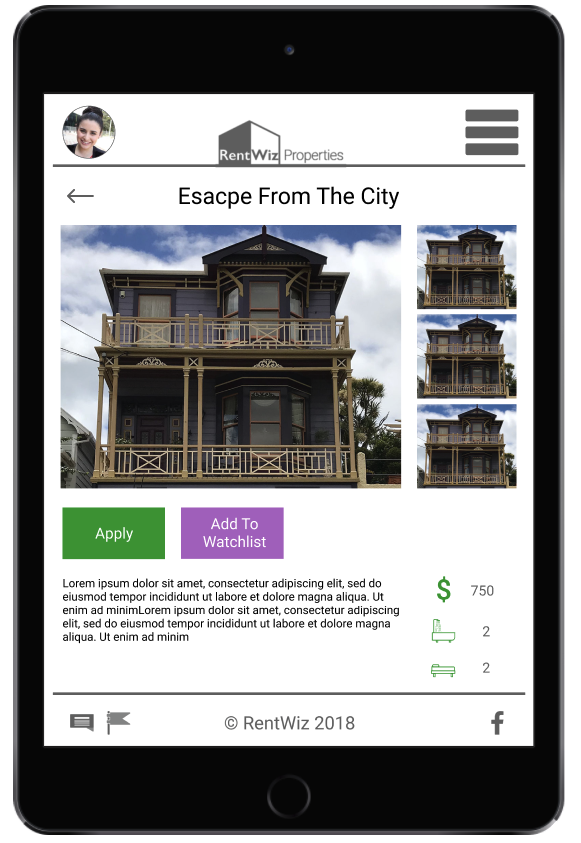 RentWiz Properties
Esacpe From The City
Apply
Add To
Watchlist
Lorem ipsum dolor sit amet, consectetur adipiscing elit, sed do
eiusmod tempor incididunt ut labore et dolore magna aliqua. Ut
enim ad minimLorem ipsum dolor sit amet, consectetur adipiscing
elit, sed do eiusmod tempor incididunt ut labore et dolore magna
aliqua. Ut enim ad minim
$ 750
2
2
© RentWiz 2018
f